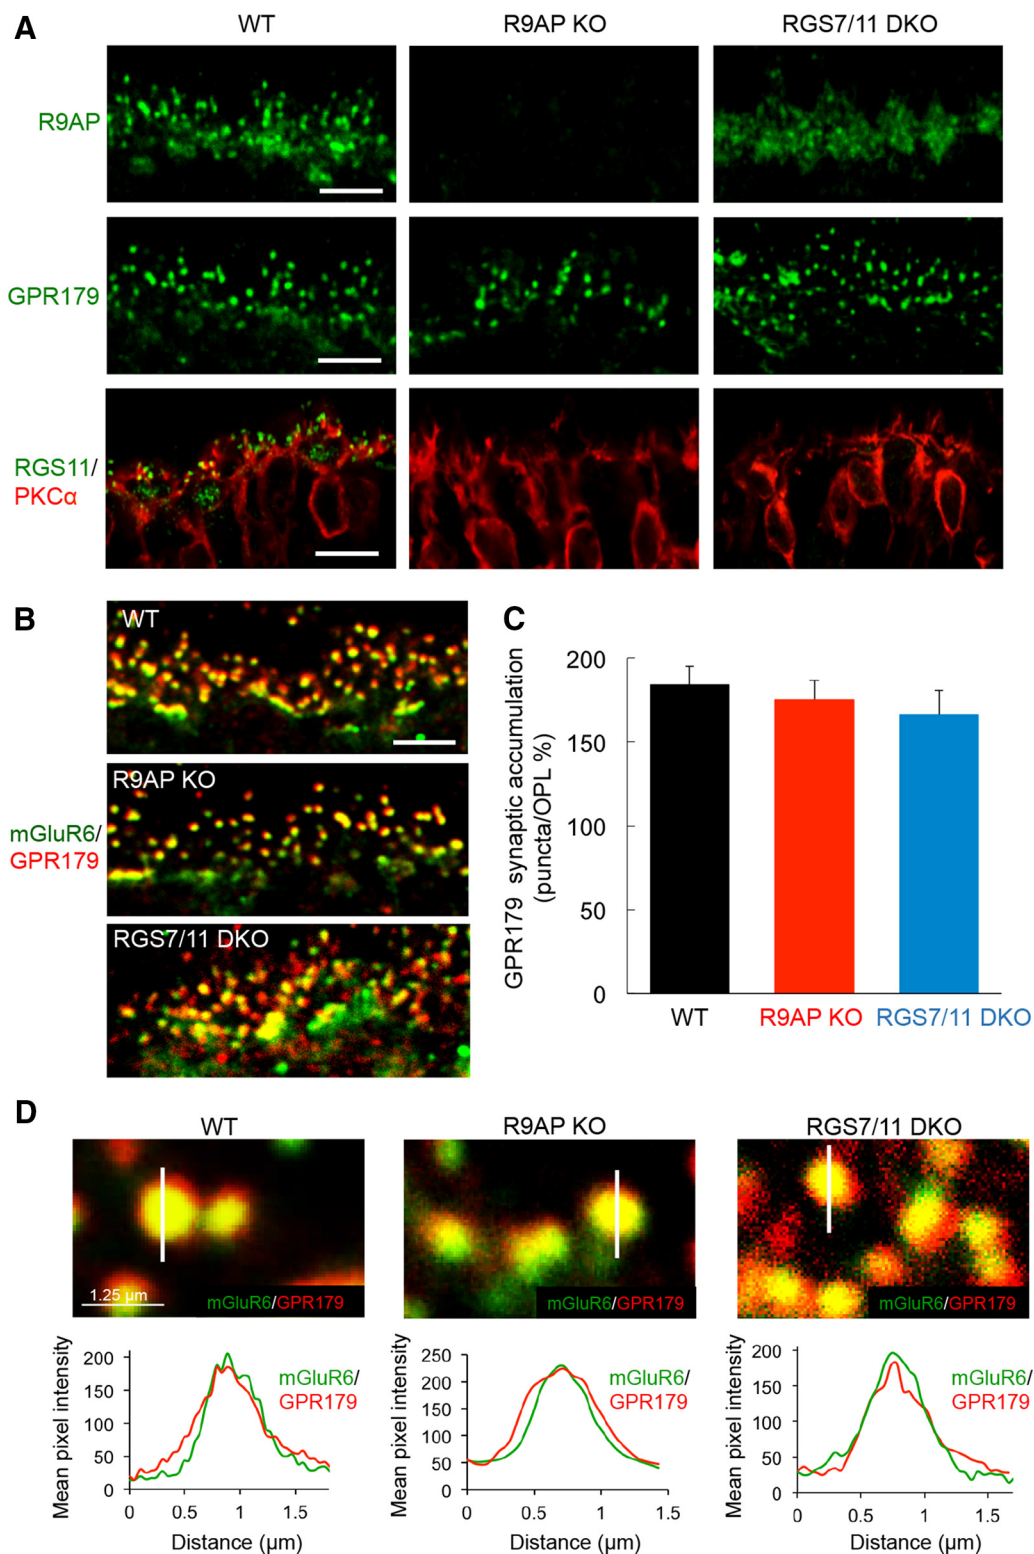 A
WT
R9AP KO
RGS7/11 DKO
R9AP
GPR179
RGS11/
PKCα
B
WT
R9AP KO
mGluR6/
GPR179
RGS7/11 DKO
C
GPR179 synaptic accumulation
(puncta/OPL %)
200
150
100
50
0
WT
R9AP KO
RGS7/11 DKO
D
WT
R9AP KO
RGS7/11 DKO
1.25 µm
mGluR6/GPR179
mGluR6/GPR179
mGluR6/GPR179
Mean pixel intensity
200
150
100
50
0
mGluR6/
GPR179
0
0.5
1
1.5
Distance (µm)
Mean pixel intensity
250
200
150
100
50
0
mGluR6/
GPR179
0
0.5
1
1.5
Distance (µm)
Mean pixel intensity
200
150
100
50
0
mGluR6/
GPR179
0
0.5
1
1.5
Distance (µm)